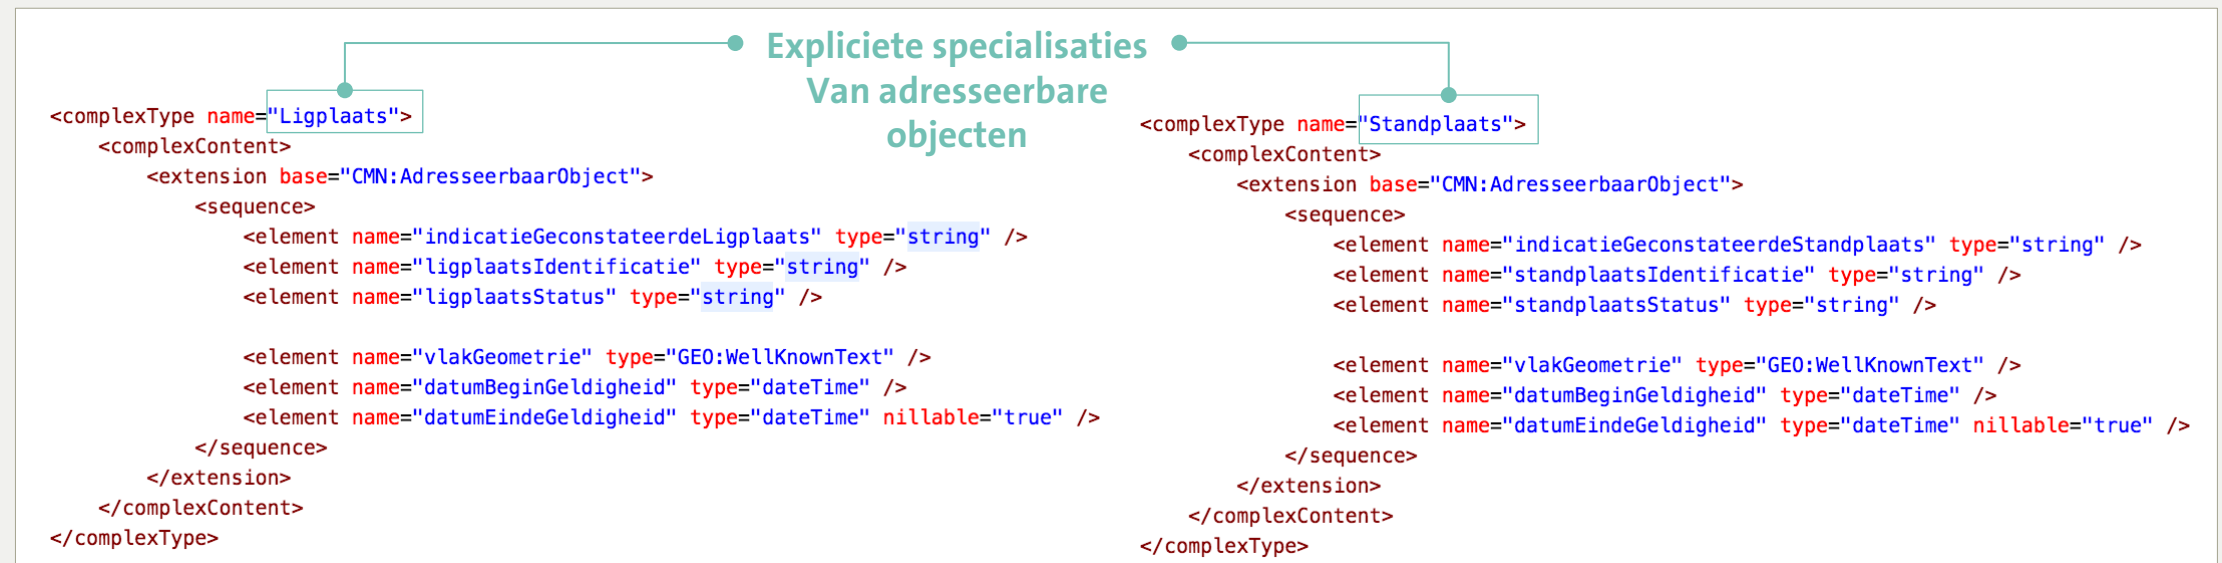 Expliciete specialisaties
Van adresseerbare
objecten
<complexType name="Ligplaats">
<complexContent>
<extension base="CMN:AdresseerbaarObject">
<sequence>
<element name="indicatieGeconstateerdeLigplaats" type="string" />
<element name="ligplaatsIdentificatie" type="string" />
<element name="ligplaatsStatus" type="string" />
<element name="vlakGeometrie" type="GEO:WellKnownText" />
<element name="datumBeginGeldigheid" type="dateTime" />
<element name="datumEindeGeldigheid" type="dateTime" nillable="true" />
</sequence>
</extension>
</complexContent>
</complexType>
<complexType name="Standplaats">
<complexContent>
<extension base="CMN:AdresseerbaarObject">
<sequence>
<element name="indicatieGeconstateerdeStandplaats" type="string" />
<element name="standplaatsIdentificatie" type="string" />
<element name="standplaatsStatus" type="string" />
<element name="vlakGeometrie" type="GEO:WellKnownText" />
<element name="datumBeginGeldigheid" type="dateTime" />
<element name="datumEindeGeldigheid" type="dateTime" nillable="true" />
</sequence>
</extension>
</complexContent>
</complexType>